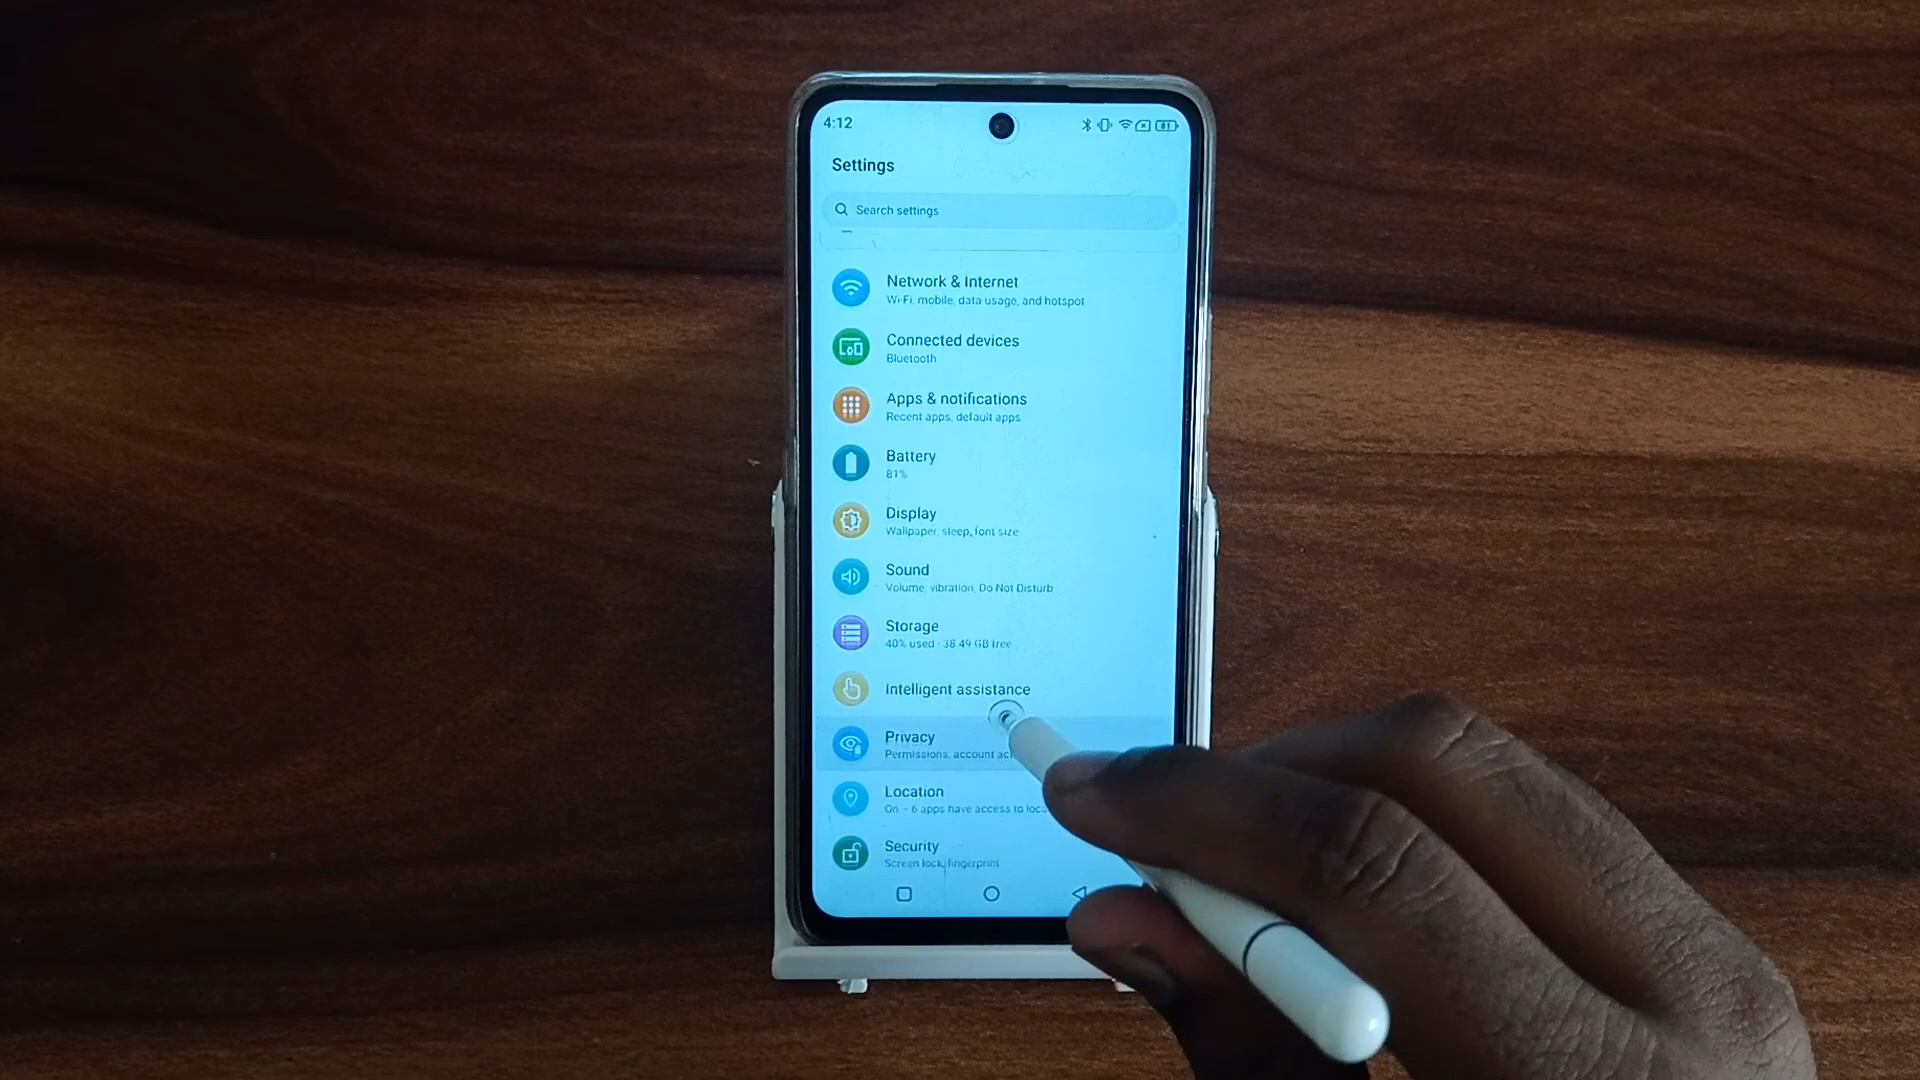 4:12
81
Settings
Search settings
Network & Internet
Wi-Fi, mobile, data usage, and hotspot
Connected devices
Bluetooth
Apps & notifications
Recent apps, default apps
Battery
81%
Display
Wallpaper, sleep, font size
Sound
Volume, vibration, Do Not Disturb
Storage
40% used - 38.49 GB free
Intelligent assistance
Privacy
Permissions, account
Location
On - 6 apps have access to
Security
Screen lock, fingerprint